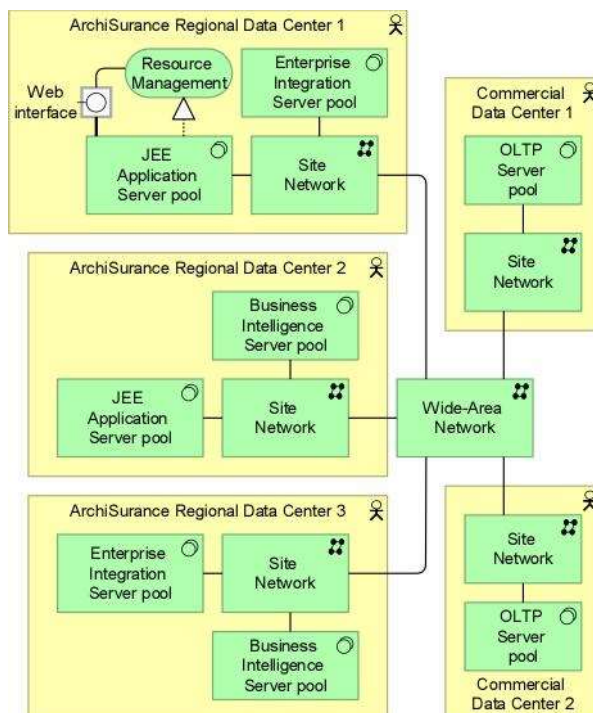 ArchiSurance Regional Data Center 1
Resource
Management
Web
interface
Enterprise
Integration
Server pool
JEE
Application
Server pool
Site
Network
Commercial
Data Center 1
OLTP
Server
pool
Site
Network
ArchiSurance Regional Data Center 2
Business
Intelligence
Server pool
JEE
Application
Server pool
Site
Network
Wide-Area
Network
ArchiSurance Regional Data Center 3
Enterprise
Integration
Server pool
Site
Network
Business
Intelligence
Server pool
Site
Network
OLTP
Server
pool
Commercial
Data Center 2